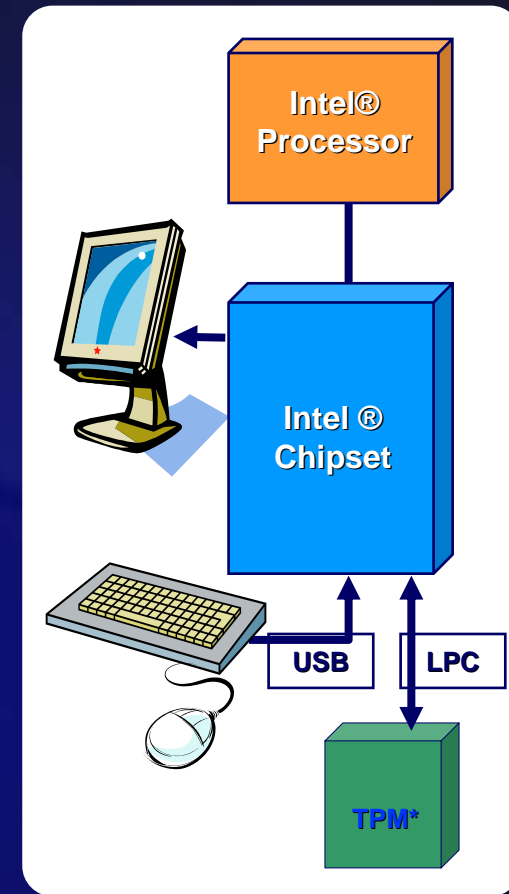 Intel®
Processor
Intel ®
Chipset
USB
LPC
TPM*